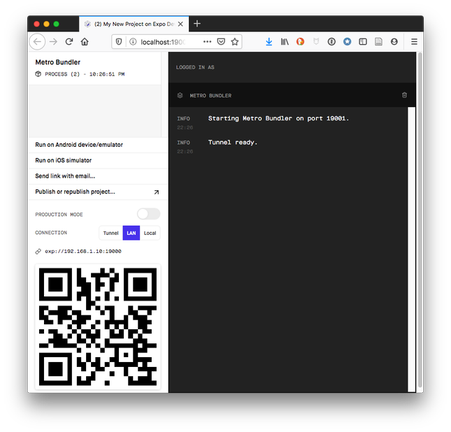 (2) My New Project on Expo De
localhost:190
Metro Bundler
PROCESS (2) - 10:26:51 PM
Run on Android device/emulator
Run on iOS simulator
Send link with email…
Publish or republish project…
PRODUCTION MODE
CONNECTION
Tunnel
LAN
Local
exp://192.168.1.10:19000
LOGGED IN AS
METRO BUNDLER
INFO
Starting Metro Bundler on port 19001.
22:26
INFO
Tunnel ready.
22:26